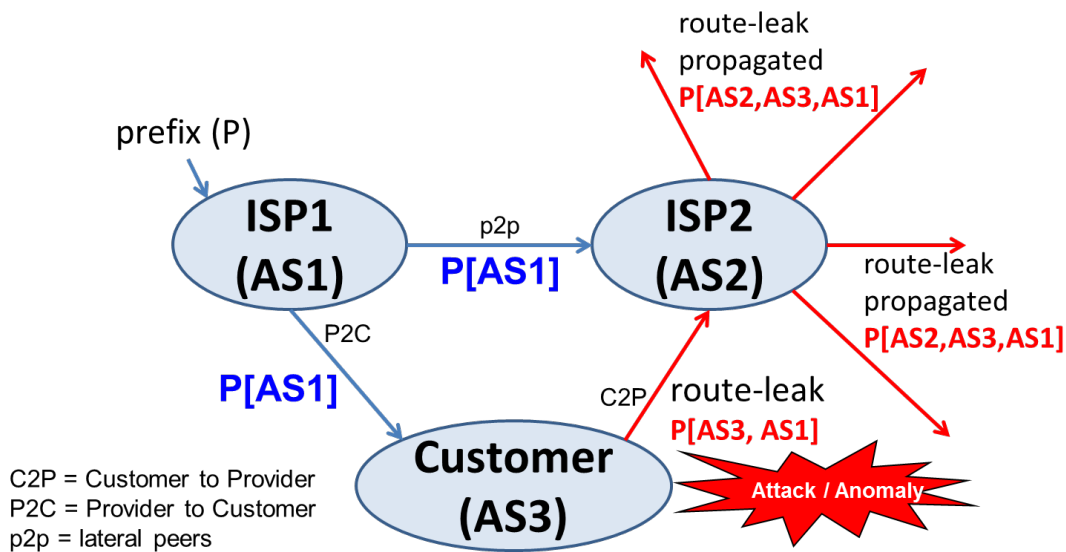 route-leak
propagated
P[AS2,AS3,AS1]
prefix (P)
ISP1
(AS1)
p2p
P[AS1]
ISP2
(AS2)
route-leak
propagated
P[AS2,AS3,AS1]
P2C
P[AS1]
C2P
route-leak
P[AS3, AS1]
Customer
(AS3)
Attack / Anomaly
C2P = Customer to Provider
P2C = Provider to Customer
p2p = lateral peers